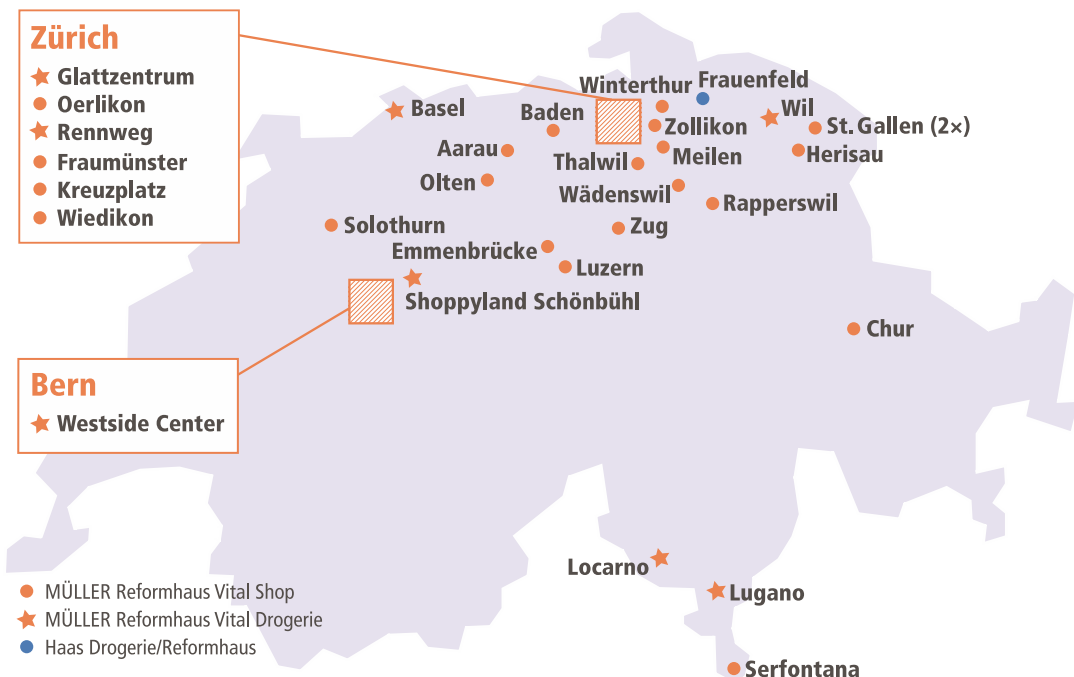 Zürich
Glattzentrum
Oerlikon
Rennweg
Fraumünster
Kreuzplatz
Wiedikon
Bern
Westside Center
Winterthur
Frauenfeld
Basel
Baden
Wil
Zollikon
St. Gallen (2×)
Aarau
Thalwil
Meilen
Herisau
Olten
Wädenswil
Rapperswil
Solothurn
Zug
Emmenbrücke
Luzern
Shoppyland Schönbühl
Chur
Locarno
Lugano
Serfontana
MÜLLER Reformhaus Vital Shop
MÜLLER Reformhaus Vital Drogerie
Haas Drogerie/Reformhaus